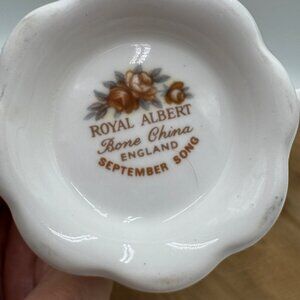 ROYAL ALBERT
Bone China
ENGLAND
SEPTEMBER SONG